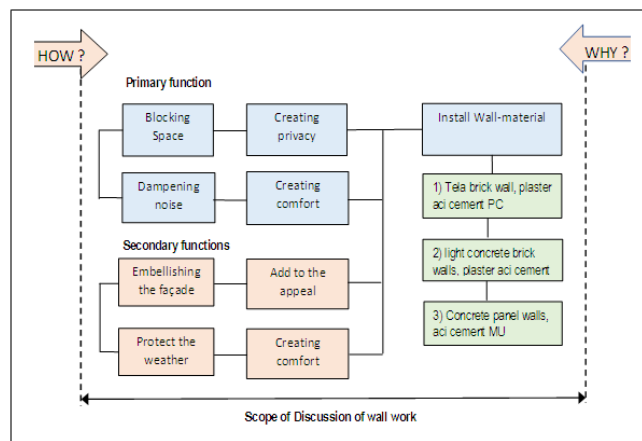 HOW ?
WHY ?
Primary function
Blocking
Space
Creating
privacy
Install Wall-material
Dampening
noise
Creating
comfort
1) Tela brick wall, plaster
aci cement PC
Secondary functions
Embellishing
the façade
Add to the
appeal
2) light concrete brick
walls, plaster aci cement
Protect the
weather
Creating
comfort
3) Concrete panel walls,
aci cement MU
Scope of Discussion of wall work